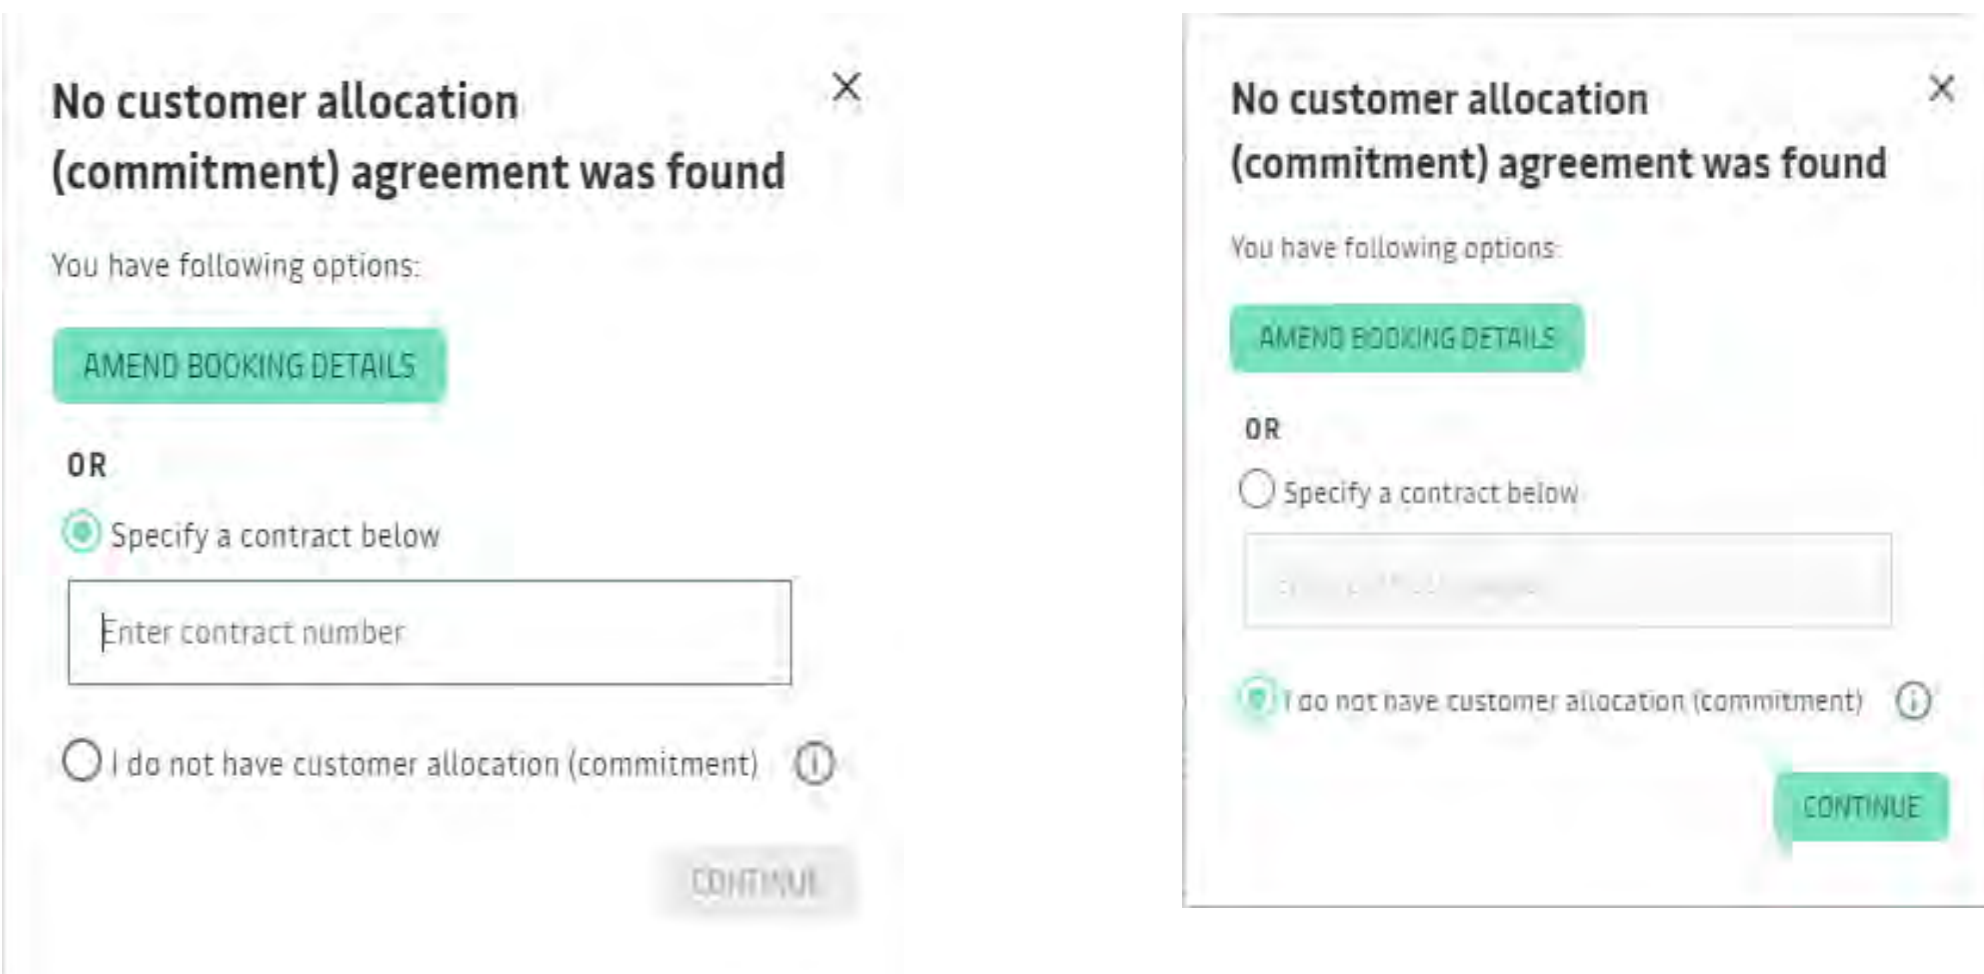 No customer allocation
(commitment) agreement was found
You have following options:
AMEND BOOKING DETAILS
OR
Specify a contract below
Enter contract number
I do not have customer allocation (commitment)
CONTINUE
No customer allocation
(commitment) agreement was found
You have following options:
AMEND BOOKING DETAILS
OR
Specify a contract below
I do not have customer allocation (commitment)
CONTINUE